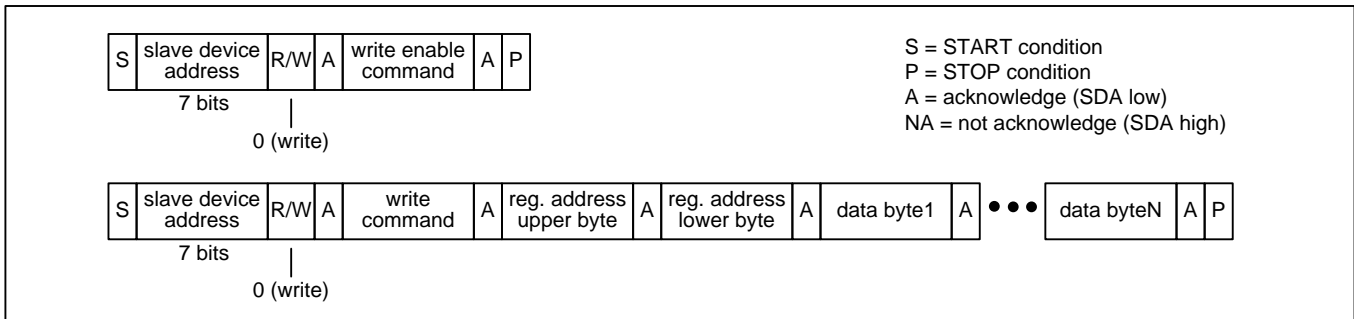 S slave device address R/W A write enable command A P
7 bits
0 (write)
S = START condition
P = STOP condition
A = acknowledge (SDA low)
NA = not acknowledge (SDA high)
S slave device address R/W A write command A reg. address upper byte A reg. address lower byte A data byte1 A ●●● data byteN A P
7 bits
0 (write)